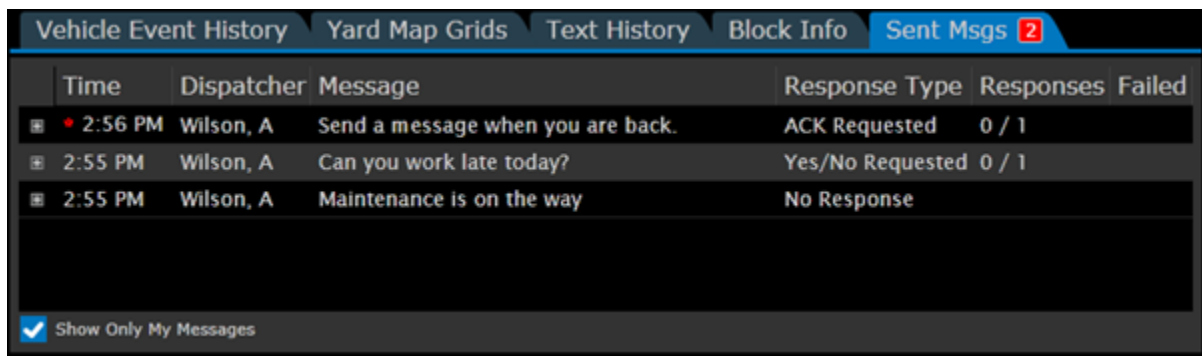 Vehicle Event History Yard Map Grids Text History Block Info Sent Msgs 2
Time Dispatcher Message Response Type Responses Failed
2:56 PM Wilson, A Send a message when you are back. ACK Requested 0 / 1
2:55 PM Wilson, A Can you work late today? Yes/No Requested 0 / 1
2:55 PM Wilson, A Maintenance is on the way No Response
Show Only My Messages